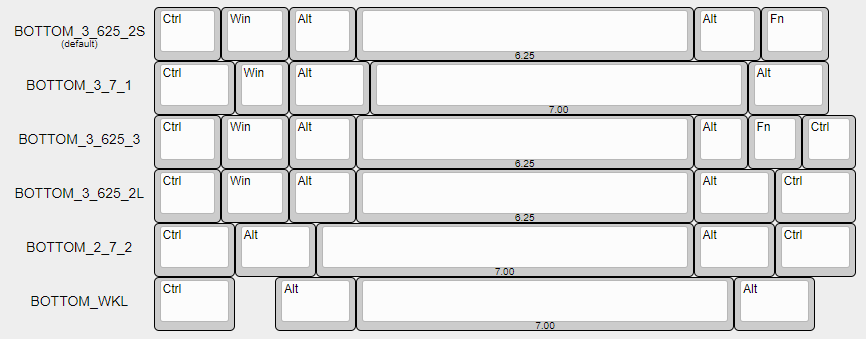 BOTTOM_3_625_2S Ctrl Win Alt Alt Fn
(default) 6.25
BOTTOM_3_7_1 Ctrl Win Alt Alt
7.00
BOTTOM_3_625_3 Ctrl Win Alt Alt Fn Ctrl
6.25
BOTTOM_3_625_2L Ctrl Win Alt Alt Ctrl
6.25
BOTTOM_2_7_2 Ctrl Alt Alt Ctrl
7.00
BOTTOM_WKL Ctrl Alt Alt
7.00